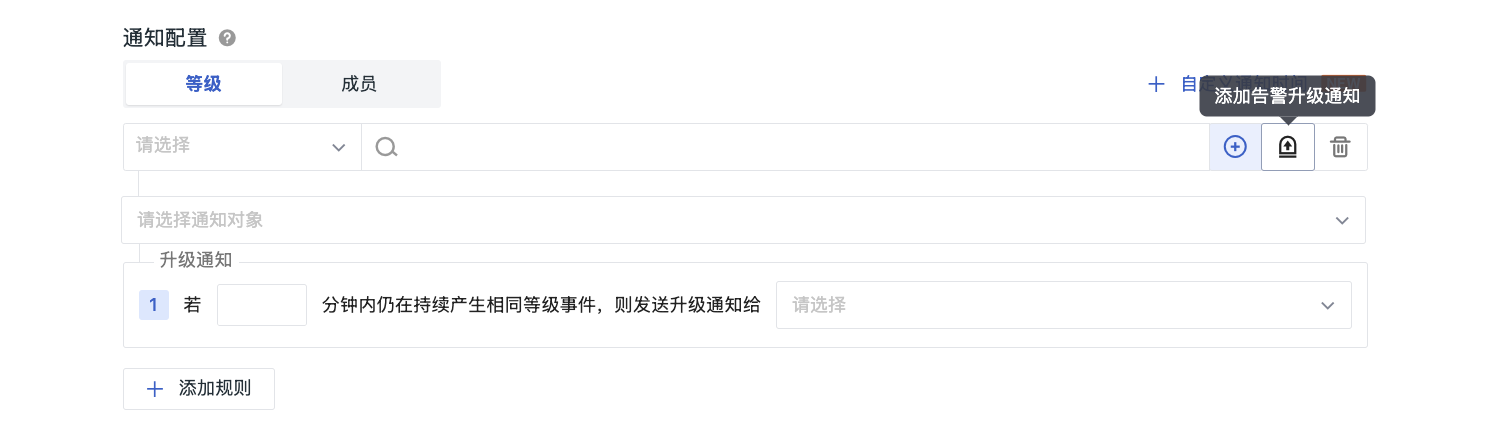 通知配置
等级
成员
添加告警升级通知
请选择
请选择通知对象
升级通知
1 若 分钟内仍在持续产生相同等级事件，则发送升级通知给 请选择
添加规则